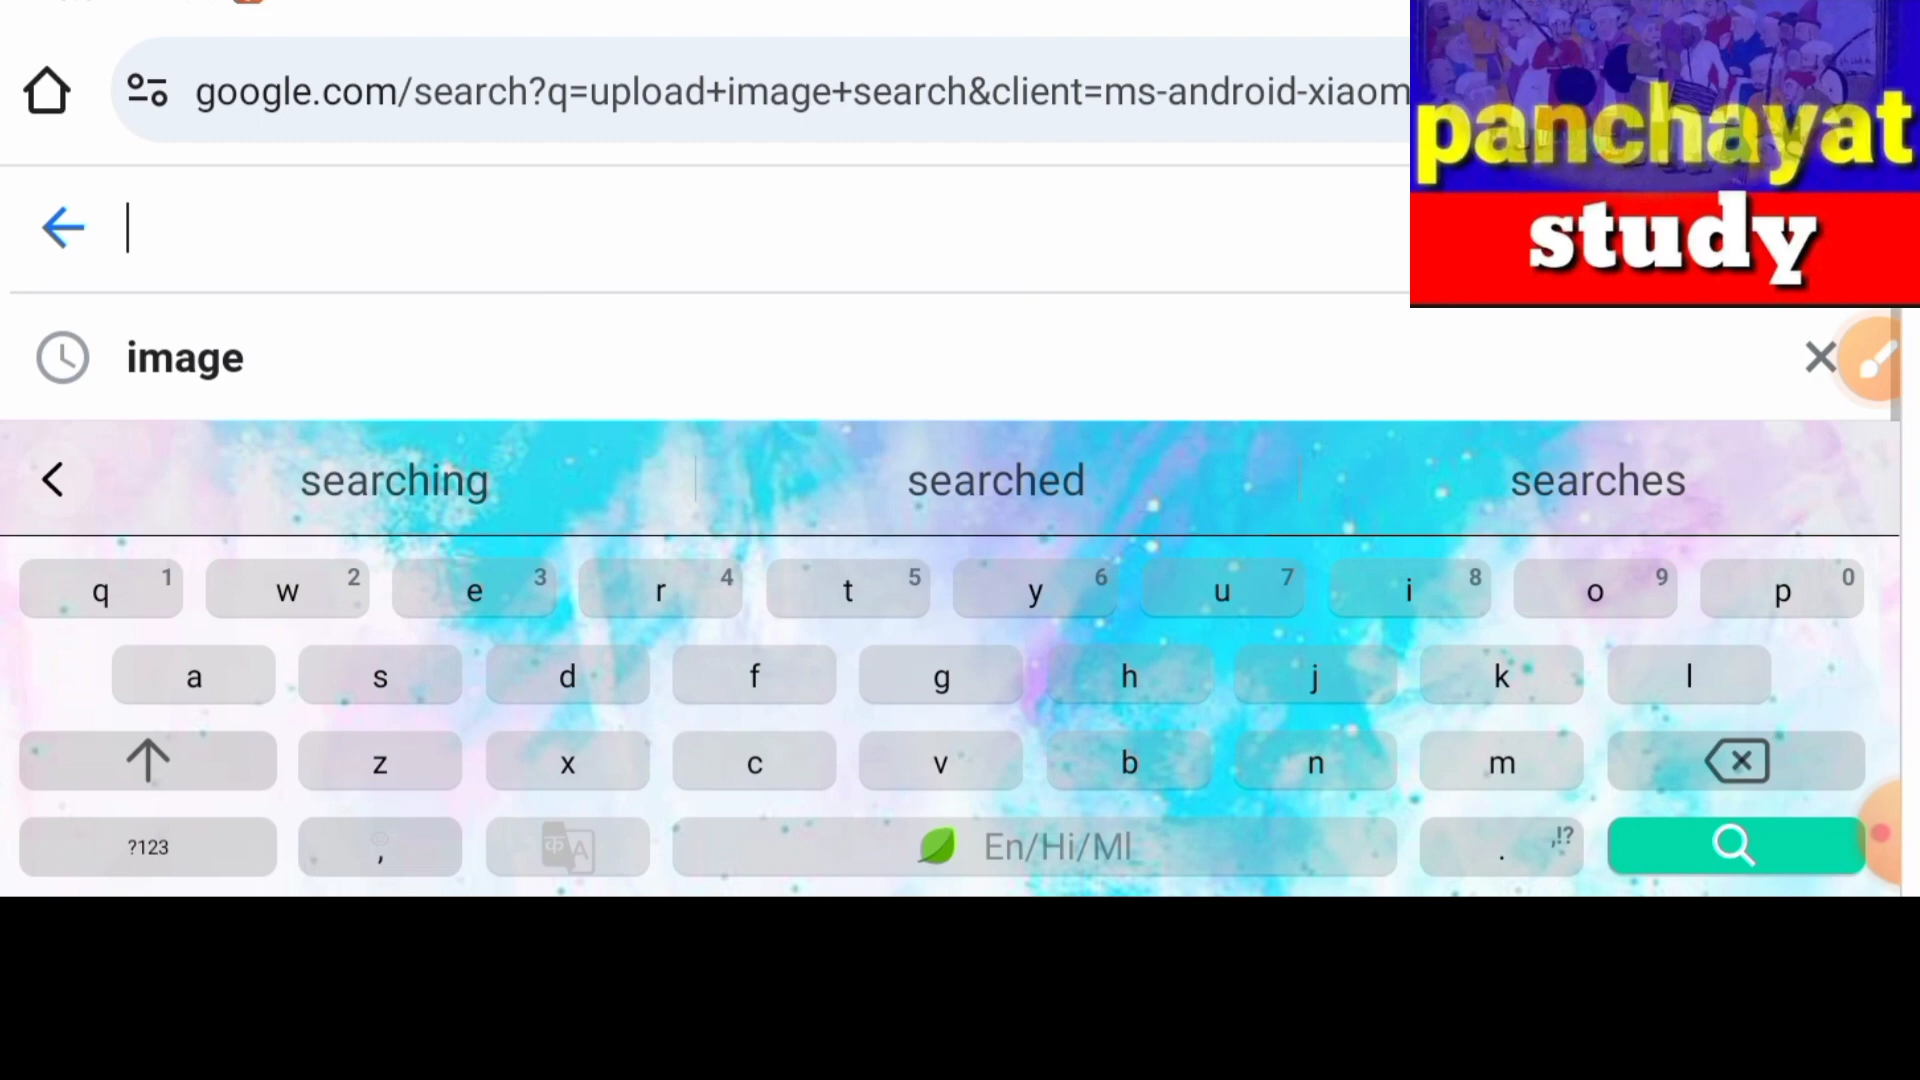 google.com/search?q=upload+image+search&client=ms-android-xiaom
panchayat
study
image
searching searched searches
q 1 w 2 e 3 r 4 t 5 y 6 u 7 i 8 o 9 p 0
a s d f g h j k l
z x c v b n m
?123 , क A En/Hi/Ml . ,!?